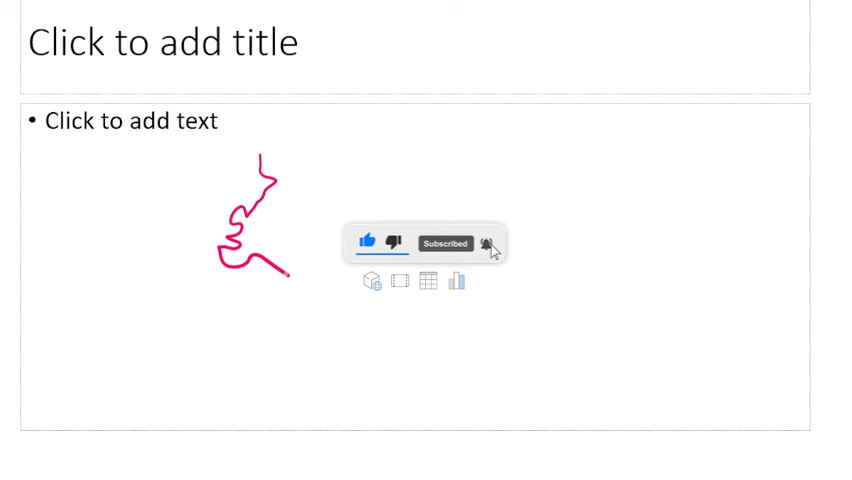 Click to add title
• Click to add text
Subscribed